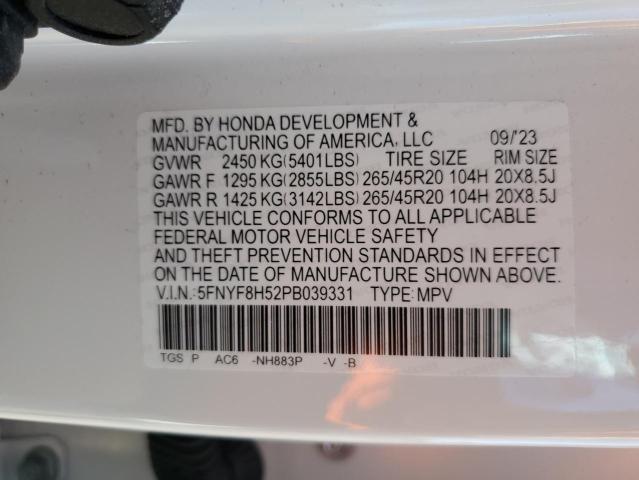 MFD. BY HONDA DEVELOPMENT &
MANUFACTURING OF AMERICA, LLC 09/'23
GVWR 2450 KG(5401LBS) TIRE SIZE RIM SIZE
GAWR F 1295 KG(2855LBS) 265/45R20 104H 20X8.5J
GAWR R 1425 KG(3142LBS) 265/45R20 104H 20X8.5J
THIS VEHICLE CONFORMS TO ALL APPLICABLE
FEDERAL MOTOR VEHICLE SAFETY
AND THEFT PREVENTION STANDARDS IN EFFECT
ON THE DATE OF MANUFACTURE SHOWN ABOVE.
V.I.N.:5FNYF8H52PB039331 TYPE:MPV
TGS P AC6 -NH883P -V -B